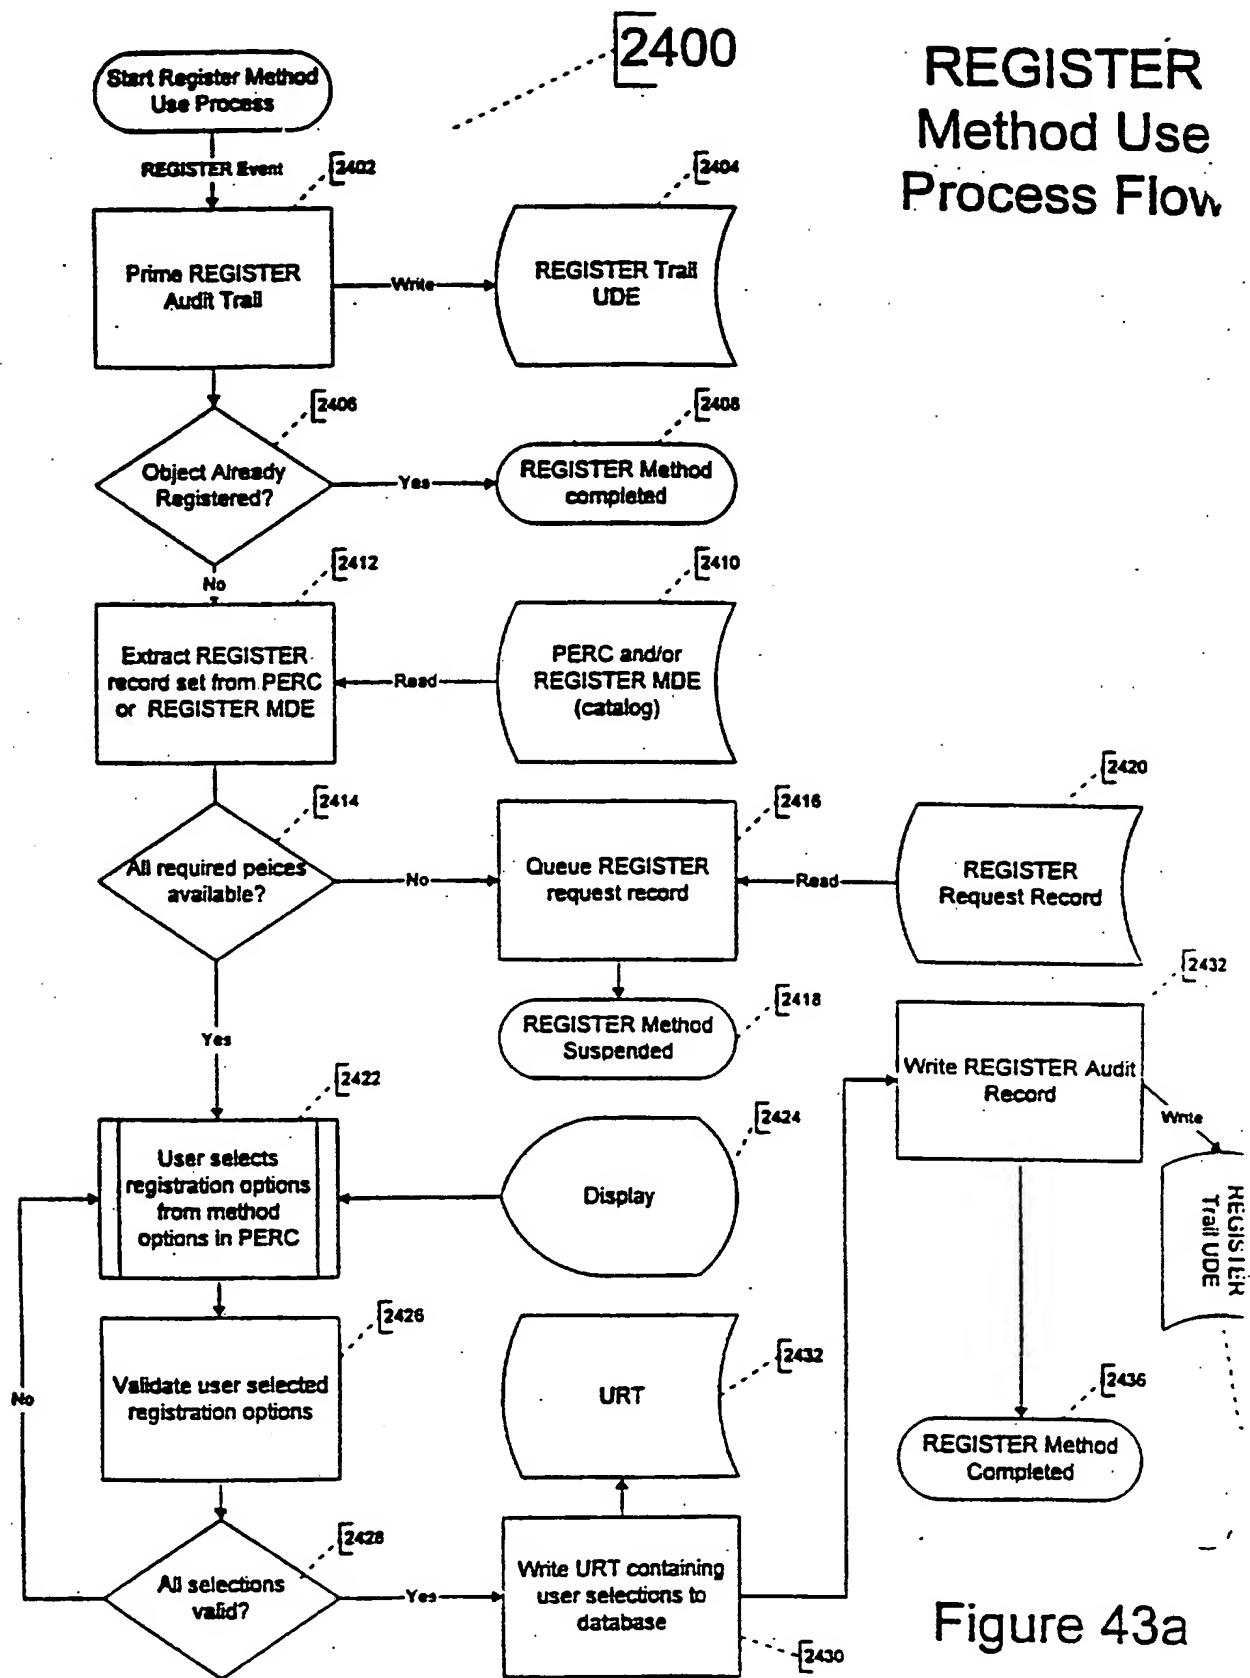 2400
REGISTER
Method Use
Process Flow
Start Register Method
Use Process
REGISTER Event
2402
2404
Prime REGISTER
Audit Trail
Write
REGISTER Trail
UDE
2406
2408
Object Already
Registered?
Yes
REGISTER Method
completed
No
2412
2410
Extract REGISTER
record set from PERC
or REGISTER MDE
Read
PERC and/or
REGISTER MDE
(catalog)
2414
2416
2420
All required peices
available?
No
Queue REGISTER
request record
Read
REGISTER
Request Record
2432
2418
Yes
REGISTER Method
Suspended
Write REGISTER Audit
Record
Write
2422
2424
User selects
registration options
from method
options in PERC
Display
REGISTER
Trail UDE
2426
2432
No
Validate user selected
registration options
URT
2436
REGISTER Method
Completed
2428
All selections
valid?
Yes
Write URT containing
user selections to
database
2430
Figure 43a